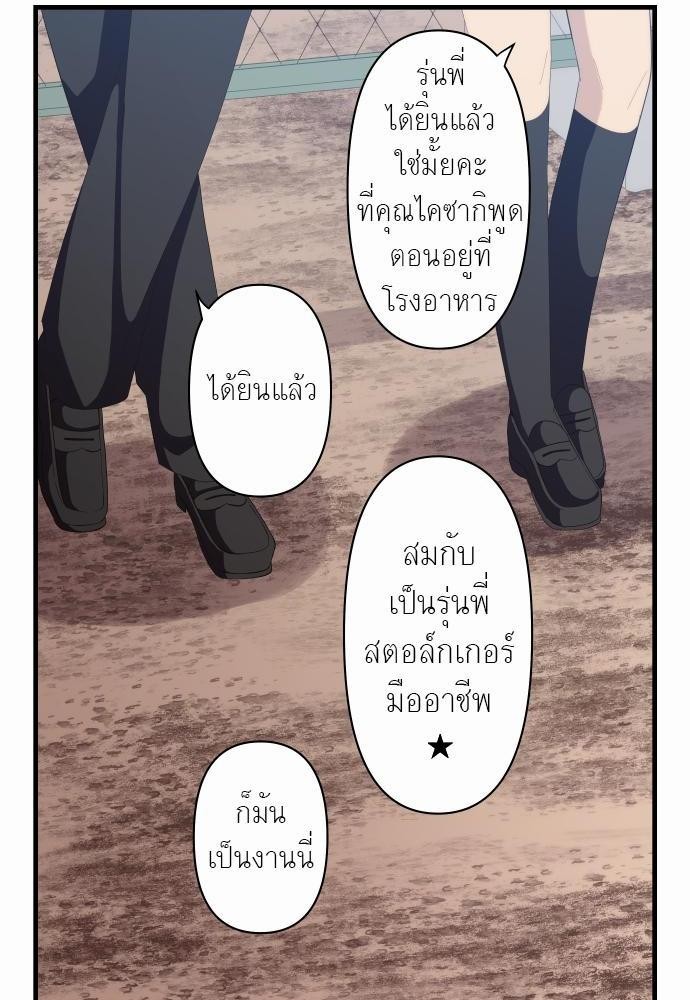 รุ่นพี่
ได้ยินแล้ว
ใช่มั้ยคะ
ที่คุณไคซากิพูด
ตอนอยู่ที่
โรงอาหาร
ได้ยินแล้ว
สมกับ
เป็นรุ่นพี่
สตอล์กเกอร์
มืออาชีพ
★
ก็มัน
เป็นงานนี่